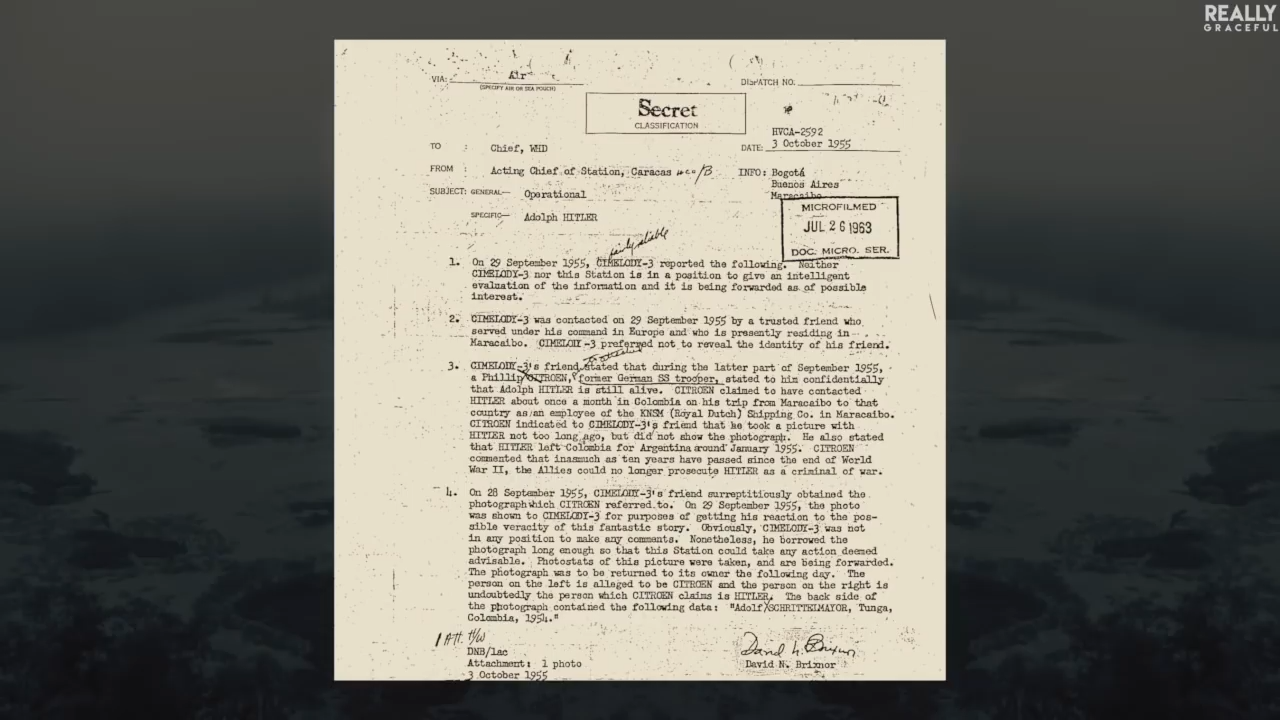 REALLY
GRACEFUL
VIA: Air
(SPECIFY AIR OR SEA POUCH)
DISPATCH NO.
Secret
CLASSIFICATION
HVCA-2592
TO : Chief, WHD
DATE: 3 October 1955
FROM : Acting Chief of Station, Caracas
INFO: Bogotá
Buenos Aires
Maracaibo
SUBJECT: GENERAL— Operational
SPECIFIC— Adolph HITLER
MICROFILMED
JUL 26 1963
DOC. MICRO. SER.
fairly reliable
1. On 29 September 1955, CIMELODY-3 reported the following. Neither
CIMELODY-3 nor this Station is in a position to give an intelligent
evaluation of the information and it is being forwarded as of possible
interest.
2. CIMELODY-3 was contacted on 29 September 1955 by a trusted friend who
served under his command in Europe and who is presently residing in
Maracaibo. CIMELODY-3 preferred not to reveal the identity of his friend.
3. CIMELODY-3's friend stated that during the latter part of September 1955,
a Phillip CITROEN, former German SS trooper, stated to him confidentially
that Adolph HITLER is still alive. CITROEN claimed to have contacted
HITLER about once a month in Colombia on his trip from Maracaibo to that
country as an employee of the KNSM (Royal Dutch) Shipping Co. in Maracaibo.
CITROEN indicated to CIMELODY-3's friend that he took a picture with
HITLER not too long ago, but did not show the photograph. He also stated
that HITLER left Colombia for Argentina around January 1955. CITROEN
commented that inasmuch as ten years have passed since the end of World
War II, the Allies could no longer prosecute HITLER as a criminal of war.
4. On 28 September 1955, CIMELODY-3's friend surreptitiously obtained the
photograph which CITROEN referred to. On 29 September 1955, the photo
was shown to CIMELODY-3 for purposes of getting his reaction to the pos-
sible veracity of this fantastic story. Obviously, CIMELODY-3 was not
in any position to make any comments. Nonetheless, he borrowed the
photograph long enough so that this Station could take any action deemed
advisable. Photostats of this picture were taken, and are being forwarded.
The photograph was to be returned to its owner the following day. The
person on the left is alleged to be CITROEN and the person on the right is
undoubtedly the person which CITROEN claims is HITLER. The back side of
the photograph contained the following data: "Adolf SCHRITTELMAYOR, Tunga,
Colombia, 1954."
1 Att. H/W
DNB/lac
Attachment: 1 photo
3 October 1955
David N. Brixnor
David N. Brixnor